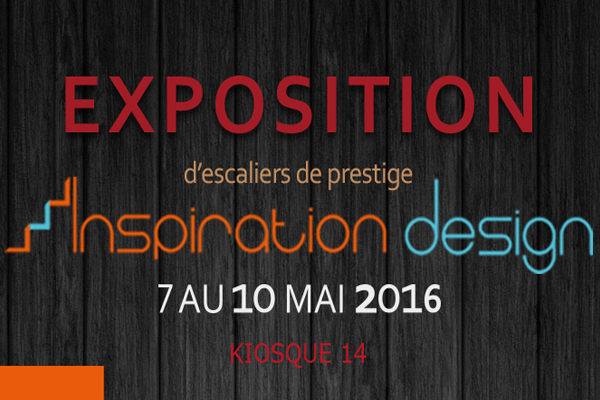 EXPOSITION
d'escaliers de prestige
Inspiration design
7 AU 10 MAI 2016
KIOSQUE 14